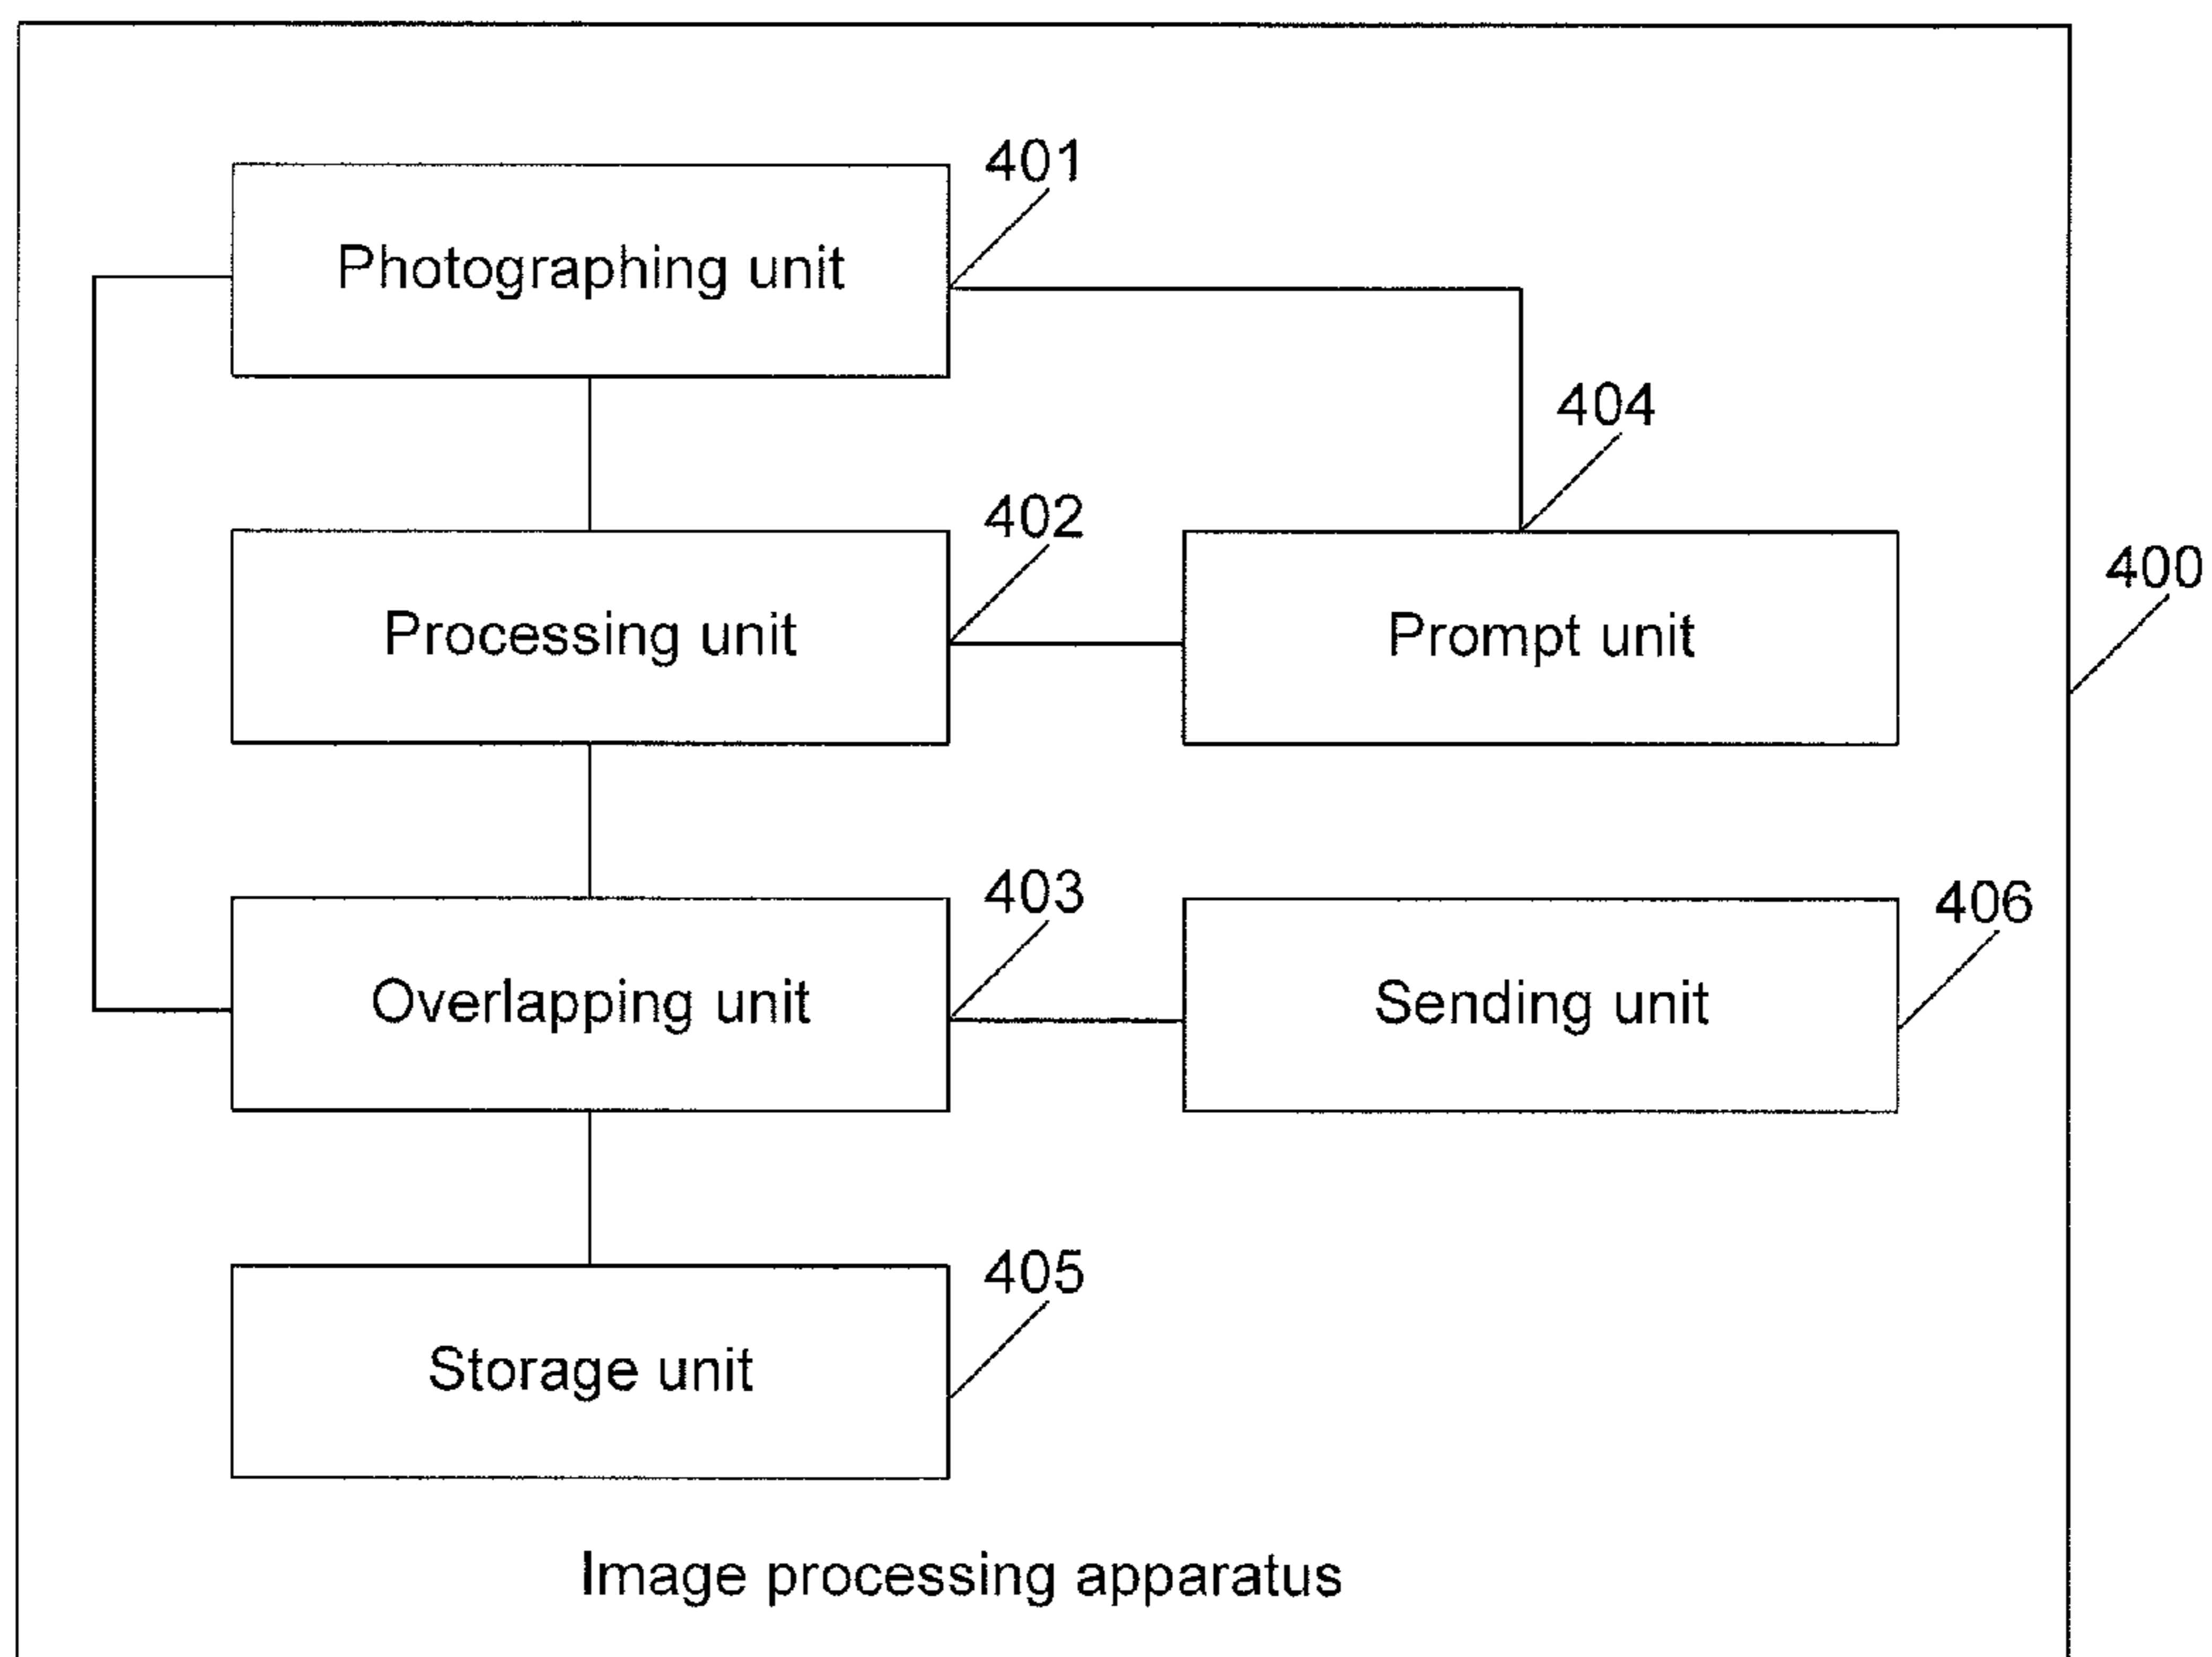 401
Photographing unit
404
402
Processing unit
Prompt unit
400
403
406
Overlapping unit
Sending unit
405
Storage unit
Image processing apparatus